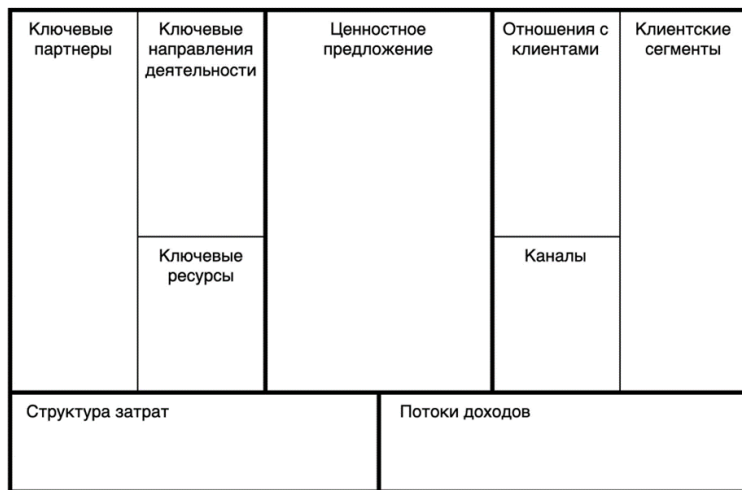 Ключевые
партнеры
Ключевые
направления
деятельности
Ценностное
предложение
Отношения с
клиентами
Клиентские
сегменты
Ключевые
ресурсы
Каналы
Структура затрат
Потоки доходов